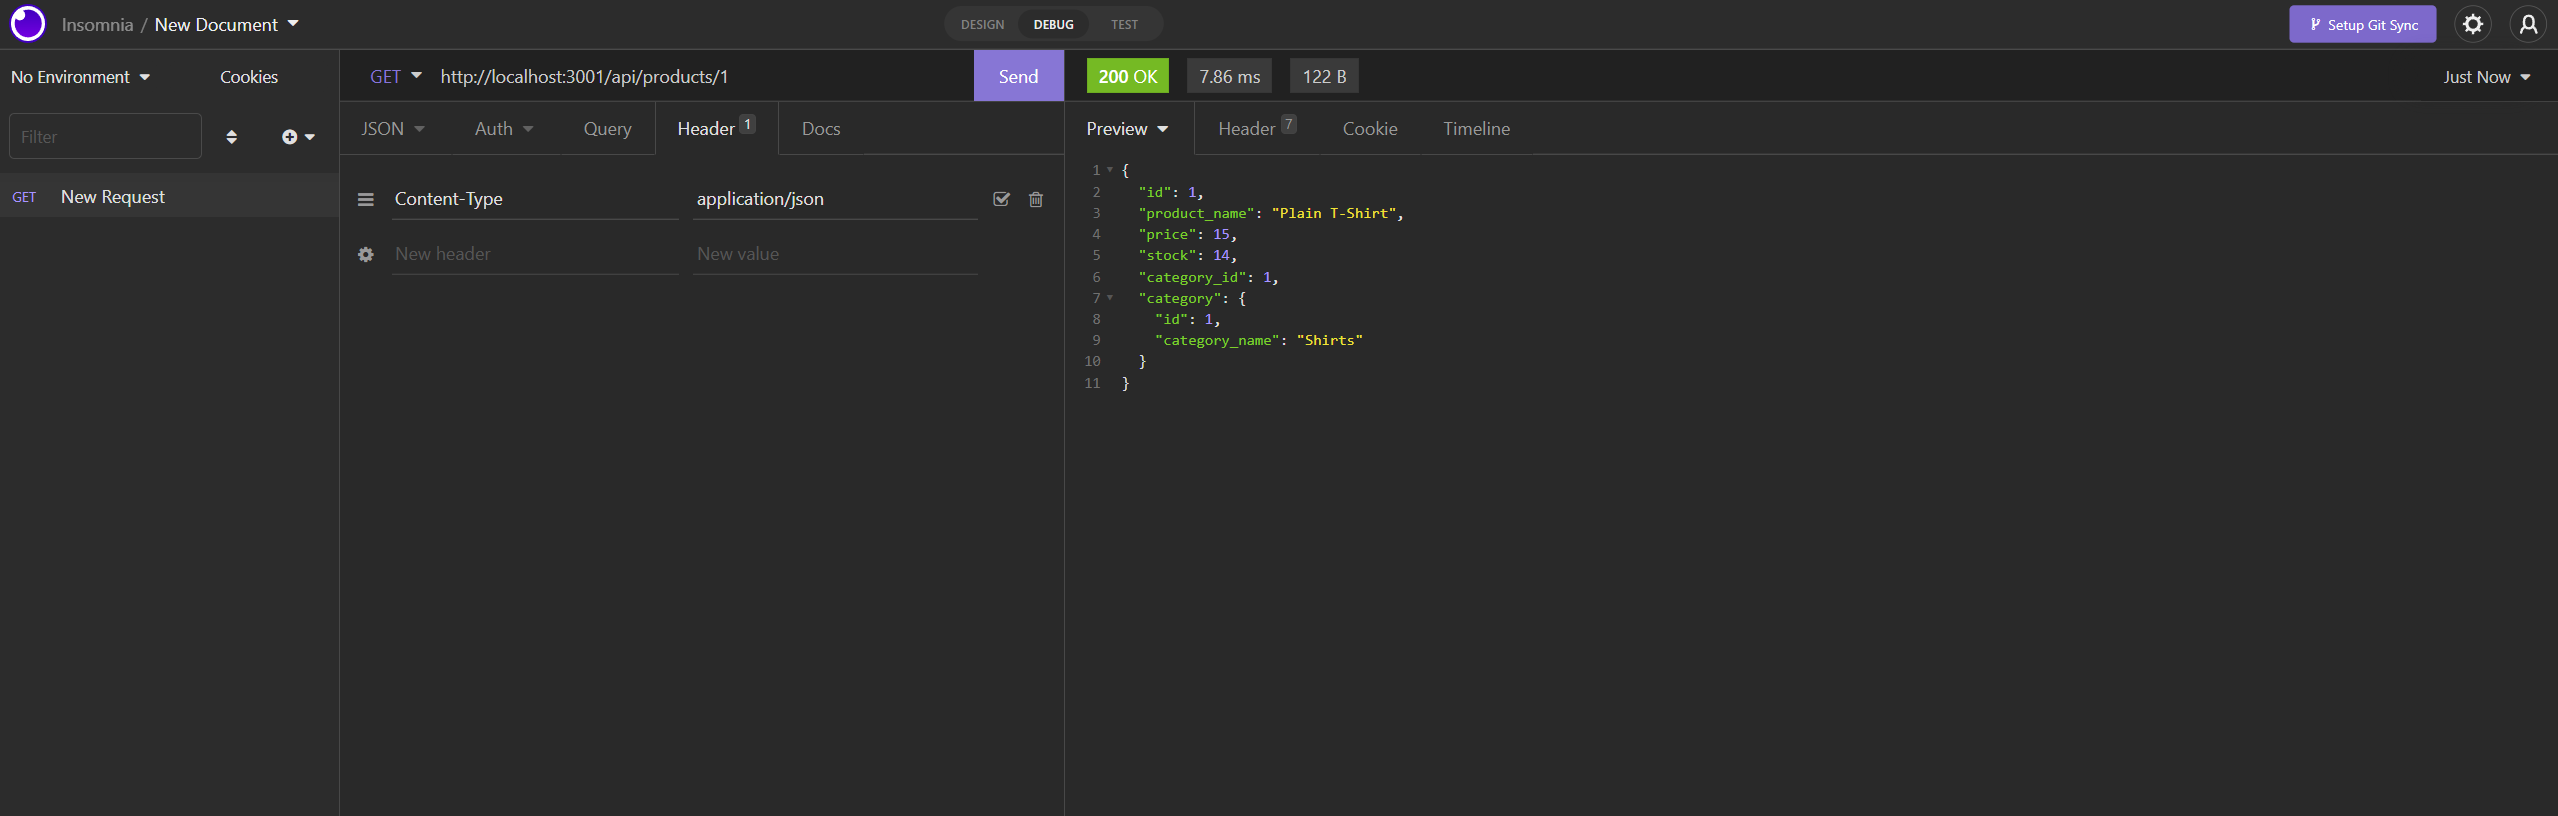 Insomnia / New Document
DESIGN DEBUG TEST
Setup Git Sync
No Environment Cookies
GET http://localhost:3001/api/products/1 Send
200 OK 7.86 ms 122 B Just Now
Filter
JSON Auth Query Header 1 Docs
Preview Header 7 Cookie Timeline
GET New Request
Content-Type application/json
New header New value
1 {
2 "id": 1,
3 "product_name": "Plain T-Shirt",
4 "price": 15,
5 "stock": 14,
6 "category_id": 1,
7 "category": {
8 "id": 1,
9 "category_name": "Shirts"
10 }
11 }